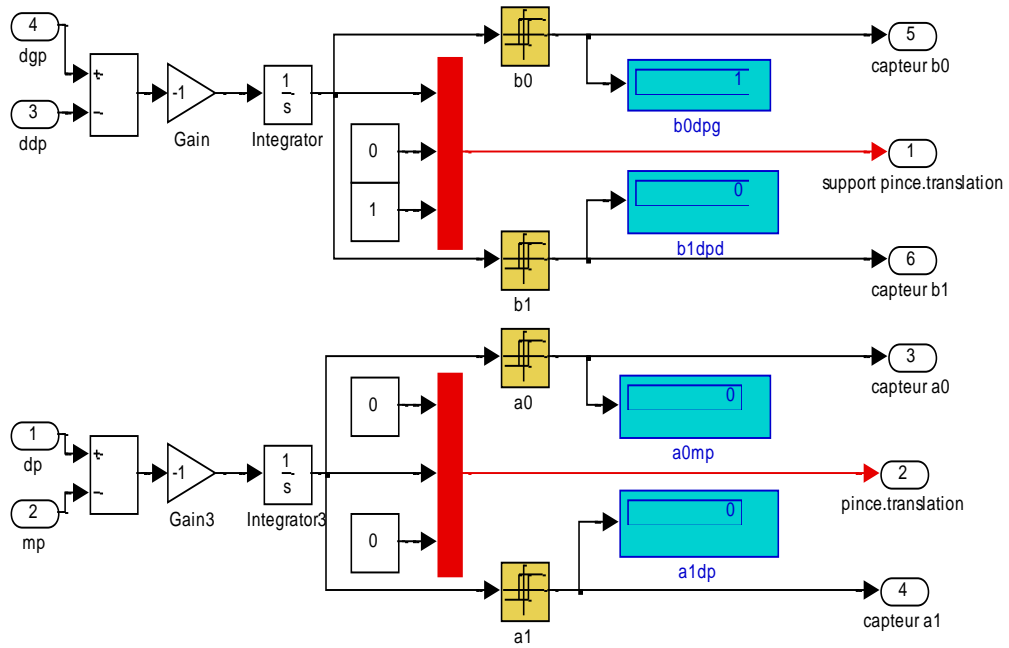 4
dgp
3
ddp
+
-
-1
Gain
1
s
Integrator
0
1
b0
1
b0dpg
0
b1dpd
b1
5
capteur b0
1
support pince.translation
6
capteur b1
1
dp
2
mp
+
-
-1
Gain3
1
s
Integrator3
0
0
a0
0
a0mp
0
a1dp
a1
3
capteur a0
2
pince.translation
4
capteur a1